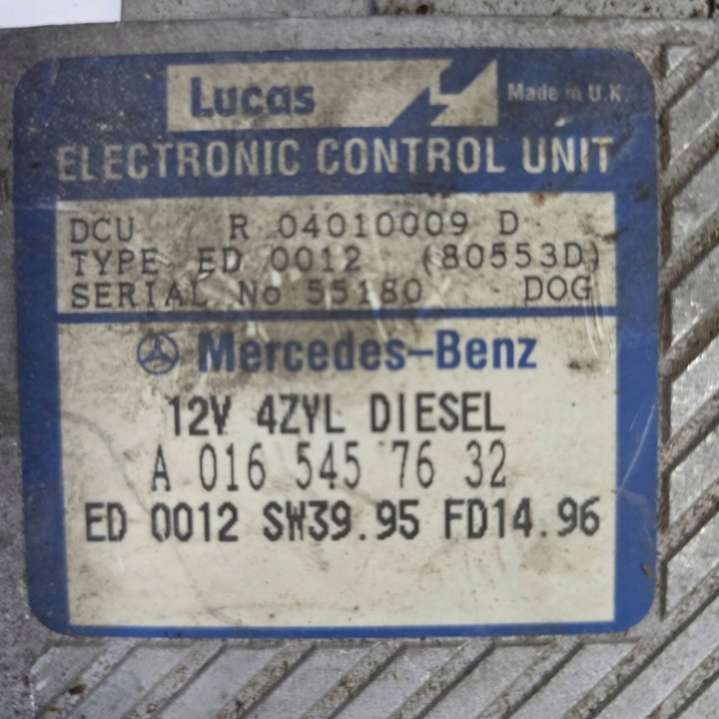 Lucas Made in U.K.
ELECTRONIC CONTROL UNIT
DCU R 04010009 D
TYPE ED 0012 (80553D)
SERIAL No 55180 DOG
Mercedes-Benz
12V 4ZYL DIESEL
A 016 545 76 32
ED 0012 SW39.95 FD14.96